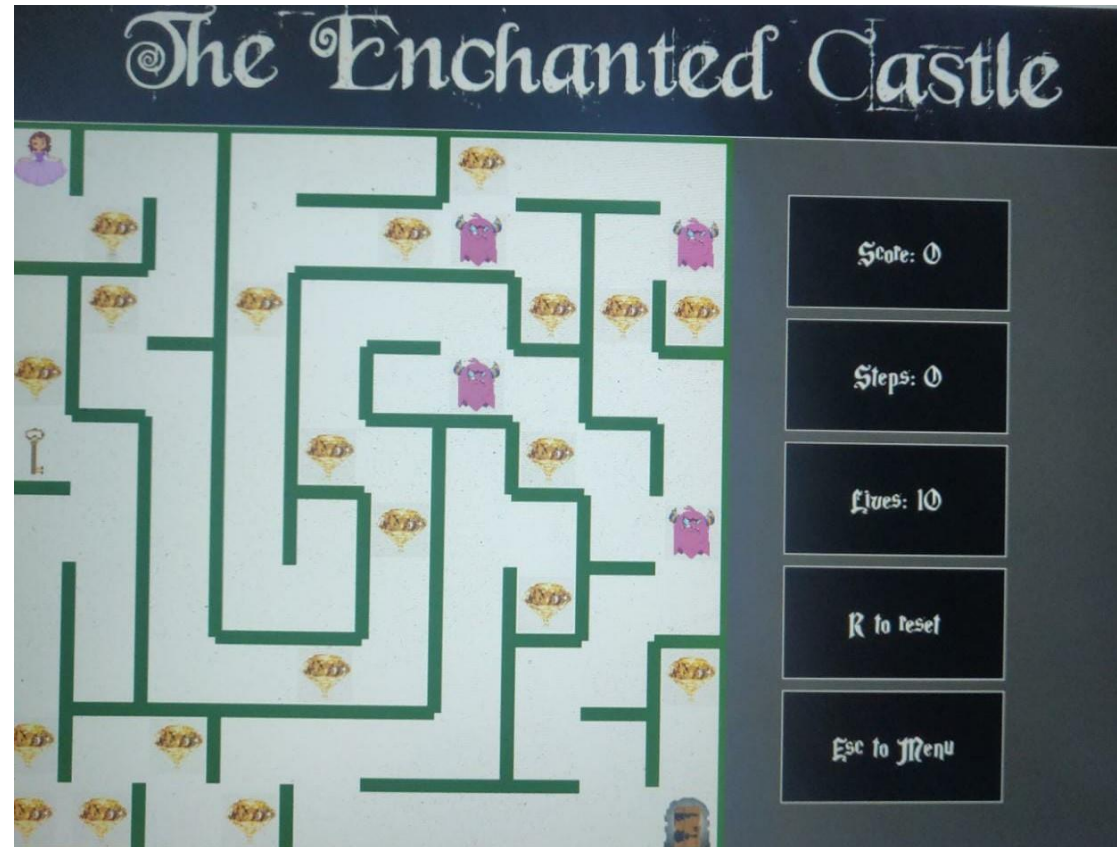 The Enchanted Castle
Score: 0
Steps: 0
Lives: 10
R to reset
Esc to Menu